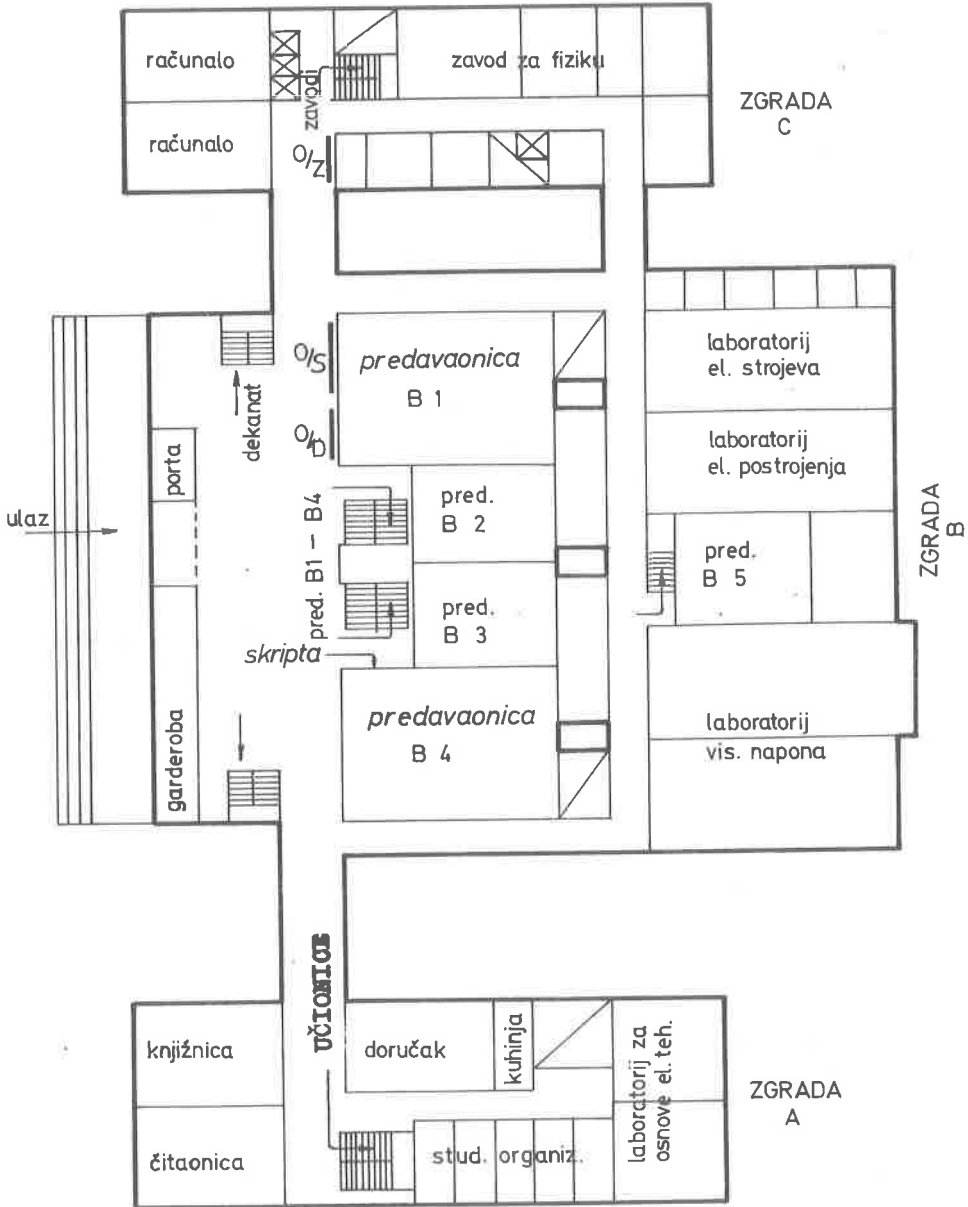 računalo
zavodi
zavod za fiziku
ZGRADA
C
računalo
Z/O
S/O
predavaonica
B 1
laboratorij
el. strojeva
dekanat
D/O
laboratorij
el. postrojenja
porta
ulaz
pred. B1 – B4
pred.
B 2
pred.
B 5
ZGRADA
B
pred.
B 3
skripta
predavaonica
B 4
laboratorij
vis. napona
garderoba
UČIONICE
knjižnica
doručak
kuhinja
laboratorij za
osnove el. teh.
ZGRADA
A
čitaonica
stud. organiz.